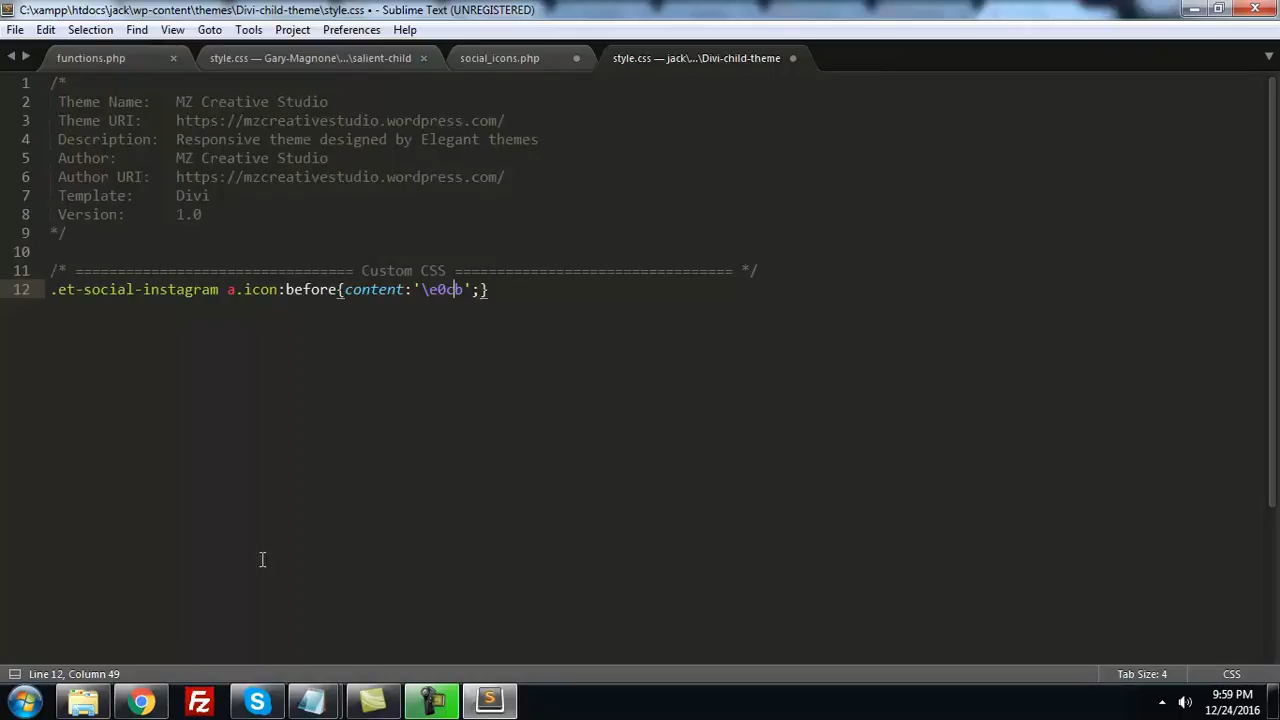 C:\xampp\htdocs\jack\wp-content\themes\Divi-child-theme\style.css • - Sublime Text (UNREGISTERED)
File Edit Selection Find View Goto Tools Project Preferences Help
functions.php style.css — Gary-Magnone\...\salient-child social_icons.php style.css — jack\...\Divi-child-theme
1 /*
2 Theme Name: MZ Creative Studio
3 Theme URI: https://mzcreativestudio.wordpress.com/
4 Description: Responsive theme designed by Elegant themes
5 Author: MZ Creative Studio
6 Author URI: https://mzcreativestudio.wordpress.com/
7 Template: Divi
8 Version: 1.0
9 */
10
11 /* ================================= Custom CSS ================================= */
12 .et-social-instagram a.icon:before{content:'\e0cb';}
Line 12, Column 49 Tab Size: 4 CSS
9:59 PM
12/24/2016